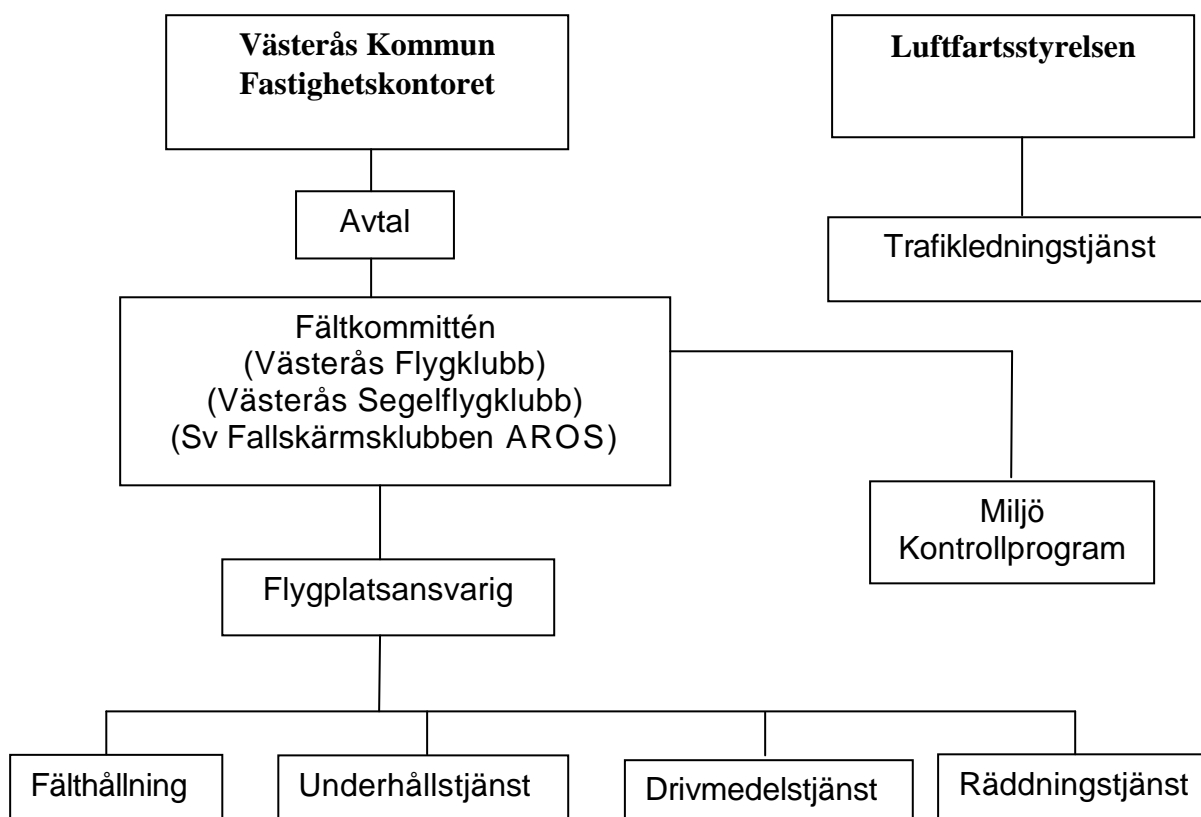 Västerås Kommun
Fastighetskontoret
Luftfartsstyrelsen
Avtal
Trafikledningstjänst
Fältkommittén
(Västerås Flygklubb)
(Västerås Segelflygklubb)
(Sv Fallskärmsklubben AROS)
Miljö
Kontrollprogram
Flygplatsansvarig
Fälthållning
Underhållstjänst
Drivmedelstjänst
Räddningstjänst